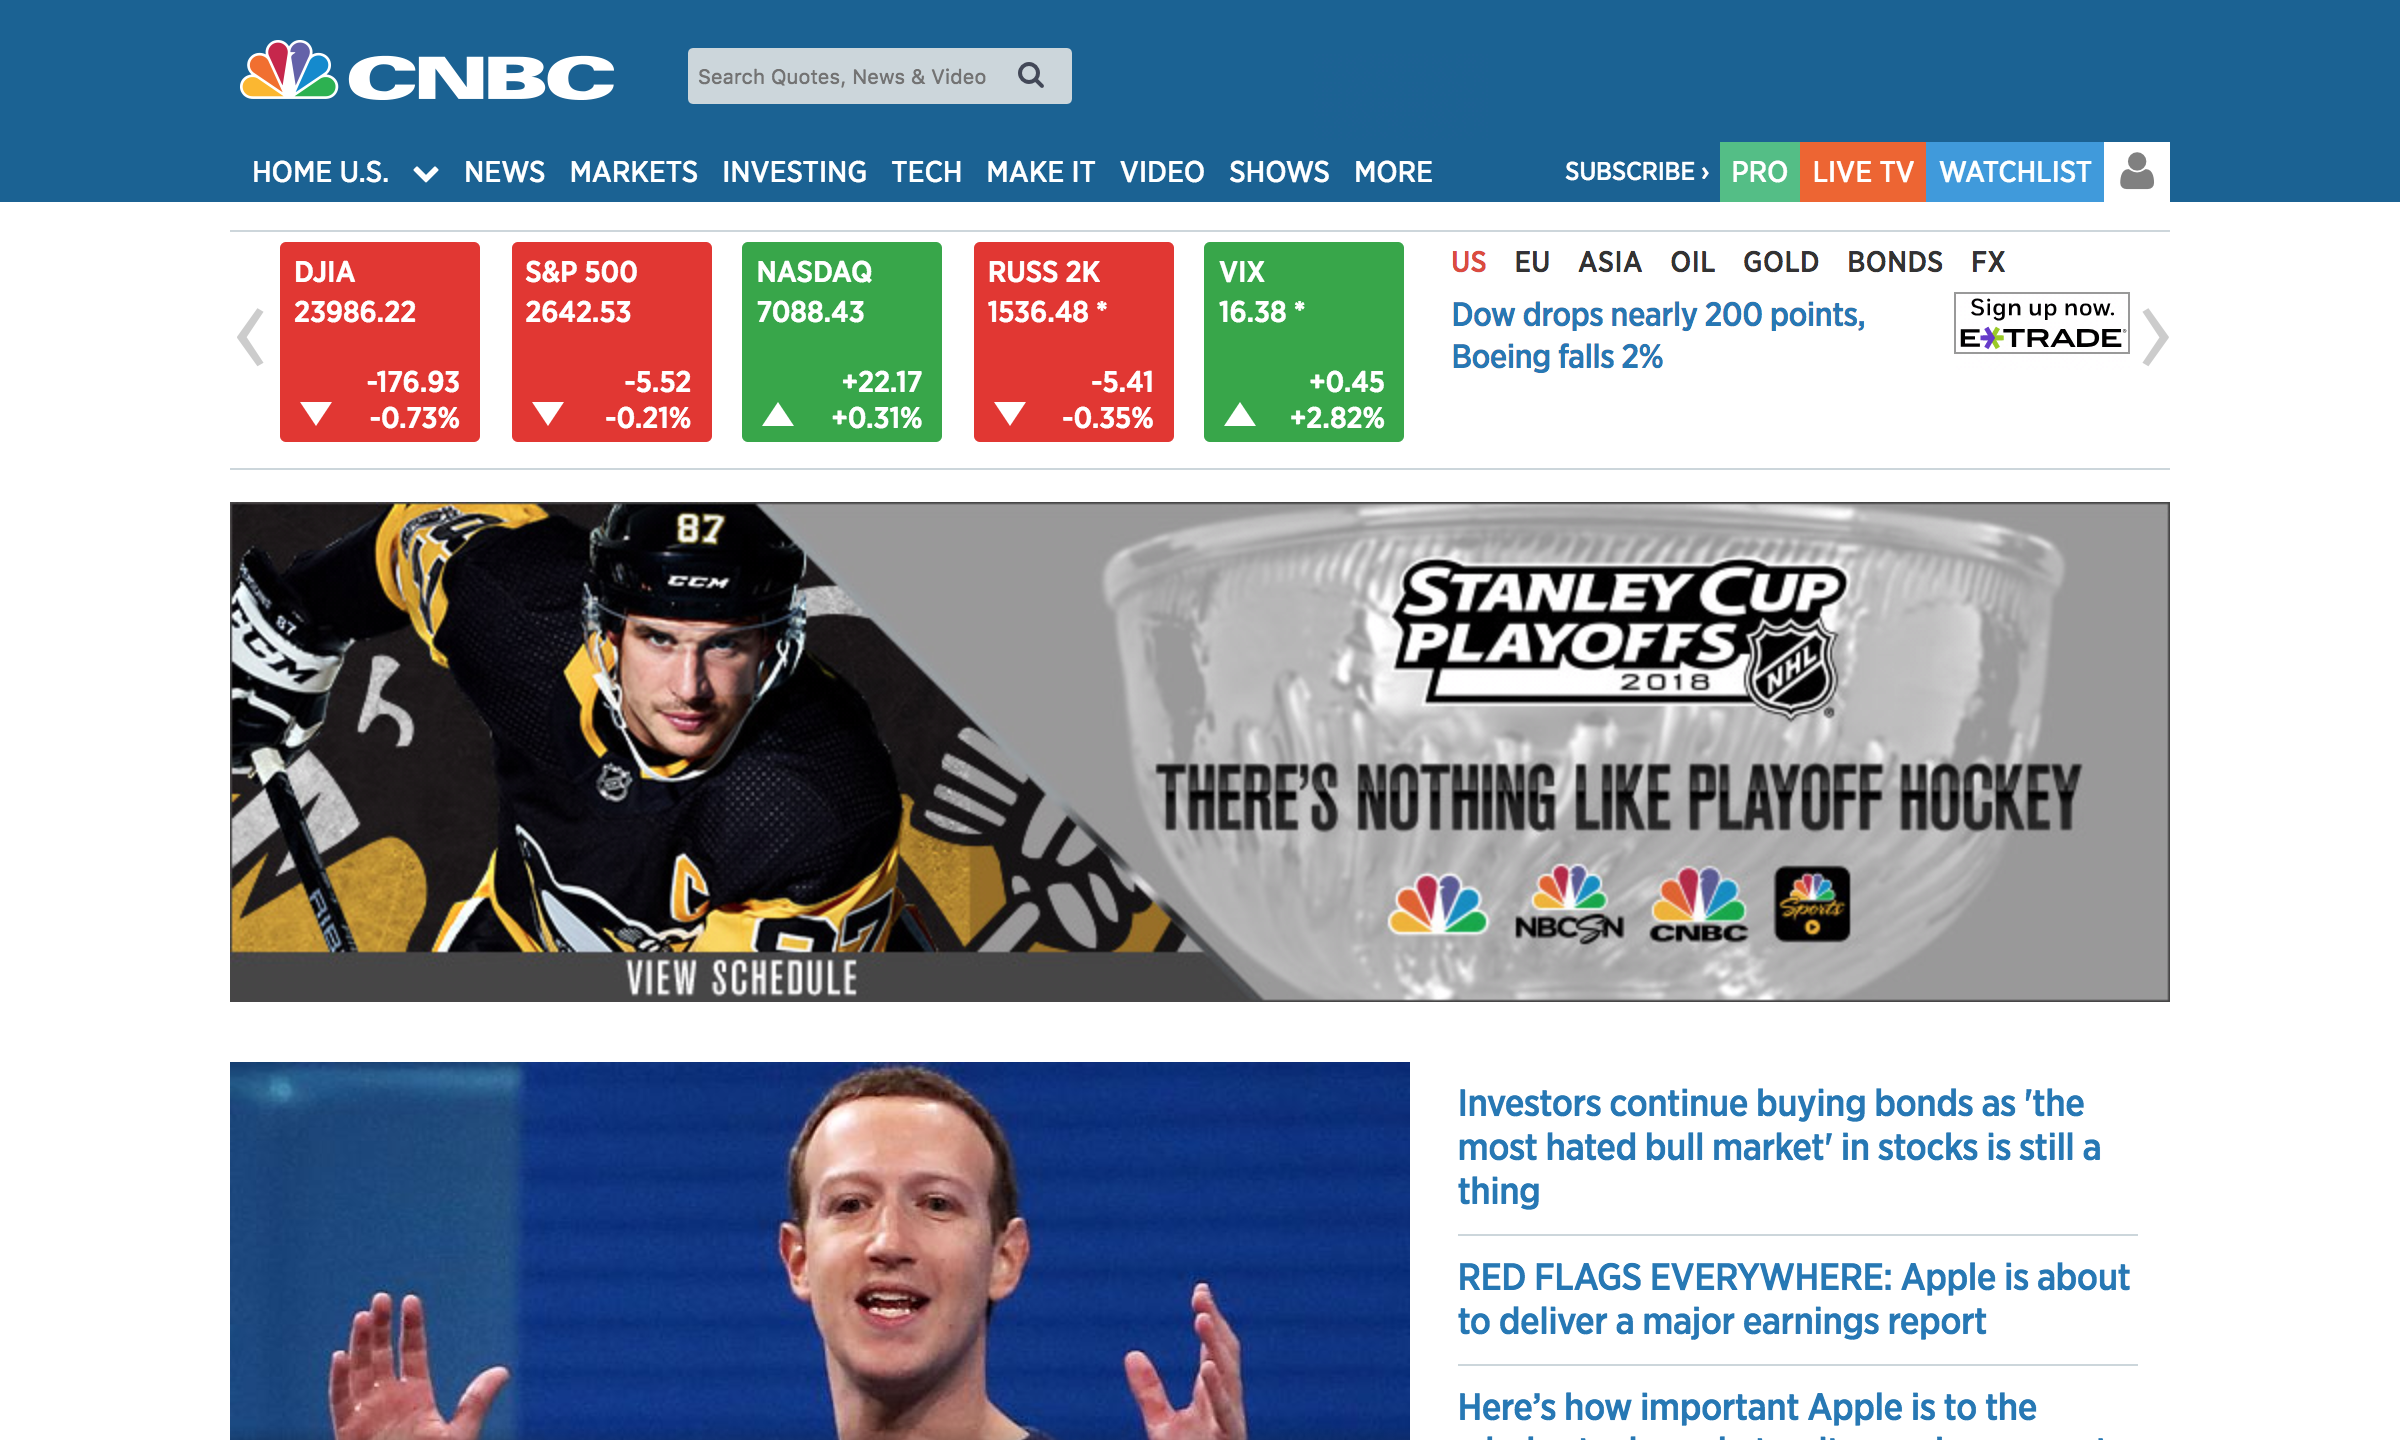 CNBC
Search Quotes, News & Video
HOME U.S. NEWS MARKETS INVESTING TECH MAKE IT VIDEO SHOWS MORE SUBSCRIBE › PRO LIVE TV WATCHLIST
DJIA
23986.22
-176.93
-0.73%
S&P 500
2642.53
-5.52
-0.21%
NASDAQ
7088.43
+22.17
+0.31%
RUSS 2K
1536.48 *
-5.41
-0.35%
VIX
16.38 *
+0.45
+2.82%
US EU ASIA OIL GOLD BONDS FX
Dow drops nearly 200 points,
Boeing falls 2%
Sign up now.
E*TRADE
87
CCM
87
CCM
C
87
VIEW SCHEDULE
STANLEY CUP
PLAYOFFS
2018
NHL
THERE'S NOTHING LIKE PLAYOFF HOCKEY
NBCSN
CNBC
Sports
Investors continue buying bonds as 'the
most hated bull market' in stocks is still a
thing
RED FLAGS EVERYWHERE: Apple is about
to deliver a major earnings report
Here’s how important Apple is to the